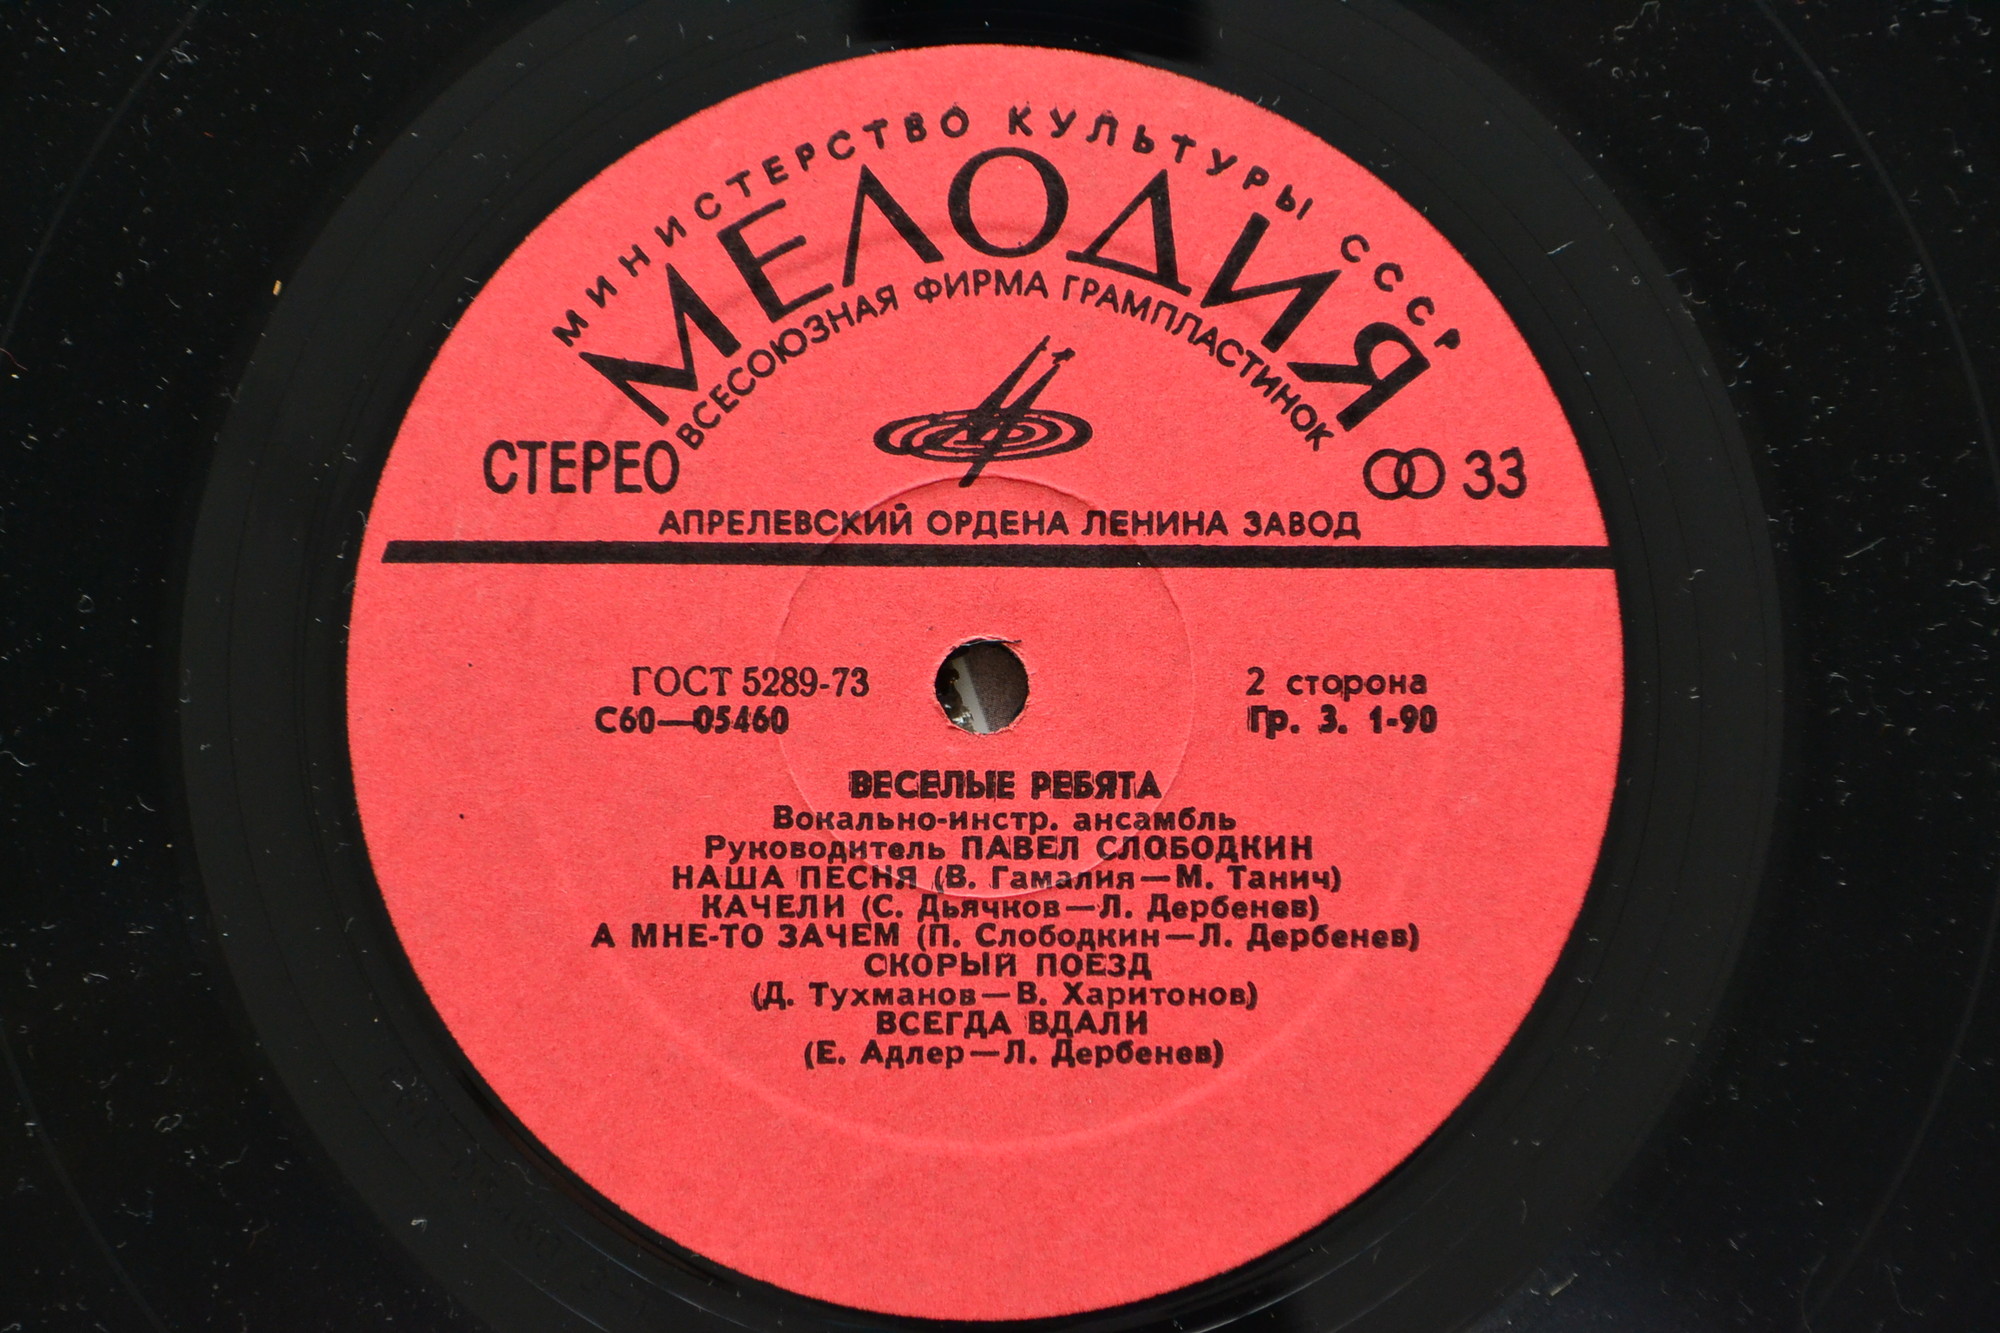 МИНИСТЕРСТВО КУЛЬТУРЫ СССР
МЕЛОДИЯ
ВСЕСОЮЗНАЯ ФИРМА ГРАМПЛАСТИНОК
СТЕРЕО
33
АПРЕЛЕВСКИЙ ОРДЕНА ЛЕНИНА ЗАВОД
ГОСТ 5289-73
2 сторона
С60—05460
Гр. 3. 1-90
ВЕСЕЛЫЕ РЕБЯТА
Вокально-инстр. ансамбль
Руководитель ПАВЕЛ СЛОБОДКИН
НАША ПЕСНЯ (В. Гамалия—М. Танич)
КАЧЕЛИ (С. Дьячков—Л. Дербенев)
А МНЕ-ТО ЗАЧЕМ (П. Слободкин—Л. Дербенев)
СКОРЫЙ ПОЕЗД
(Д. Тухманов—В. Харитонов)
ВСЕГДА ВДАЛИ
(Е. Адлер—Л. Дербенев)